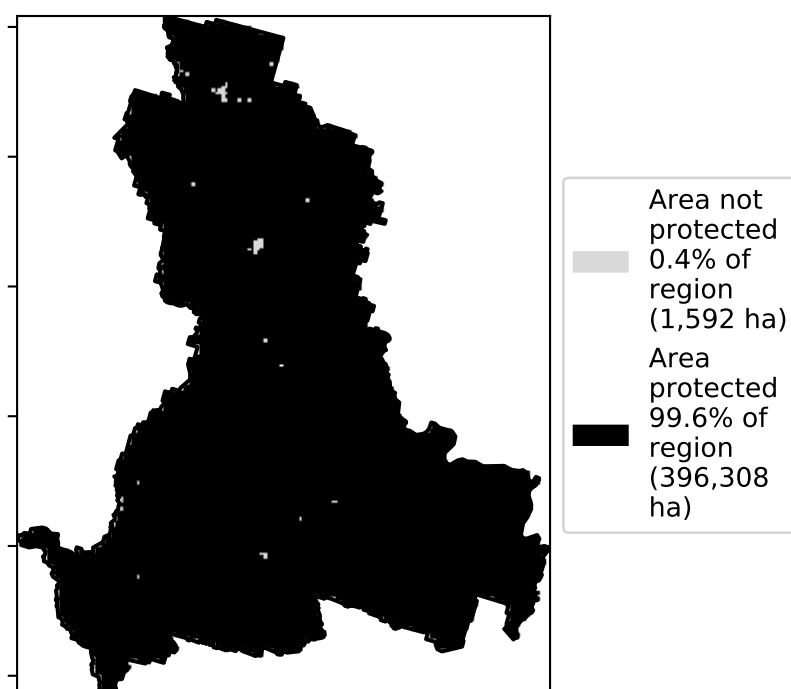 Area not
protected
0.4% of
region
(1,592 ha)
Area
protected
99.6% of
region
(396,308
ha)